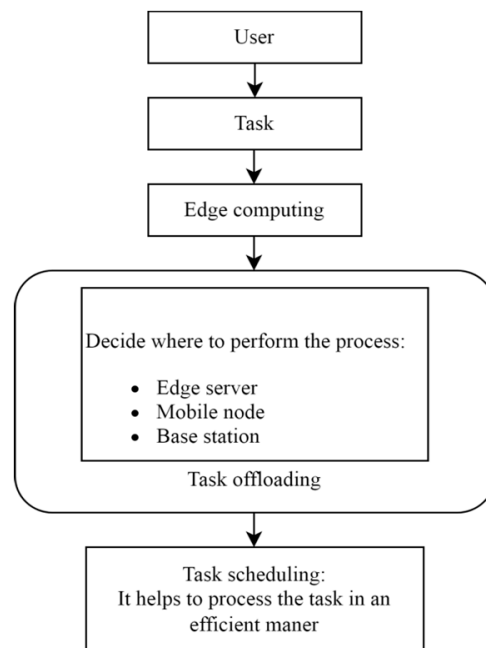 User
Task
Edge computing
Decide where to perform the process:
• Edge server
• Mobile node
• Base station
Task offloading
Task scheduling:
It helps to process the task in an
efficient maner